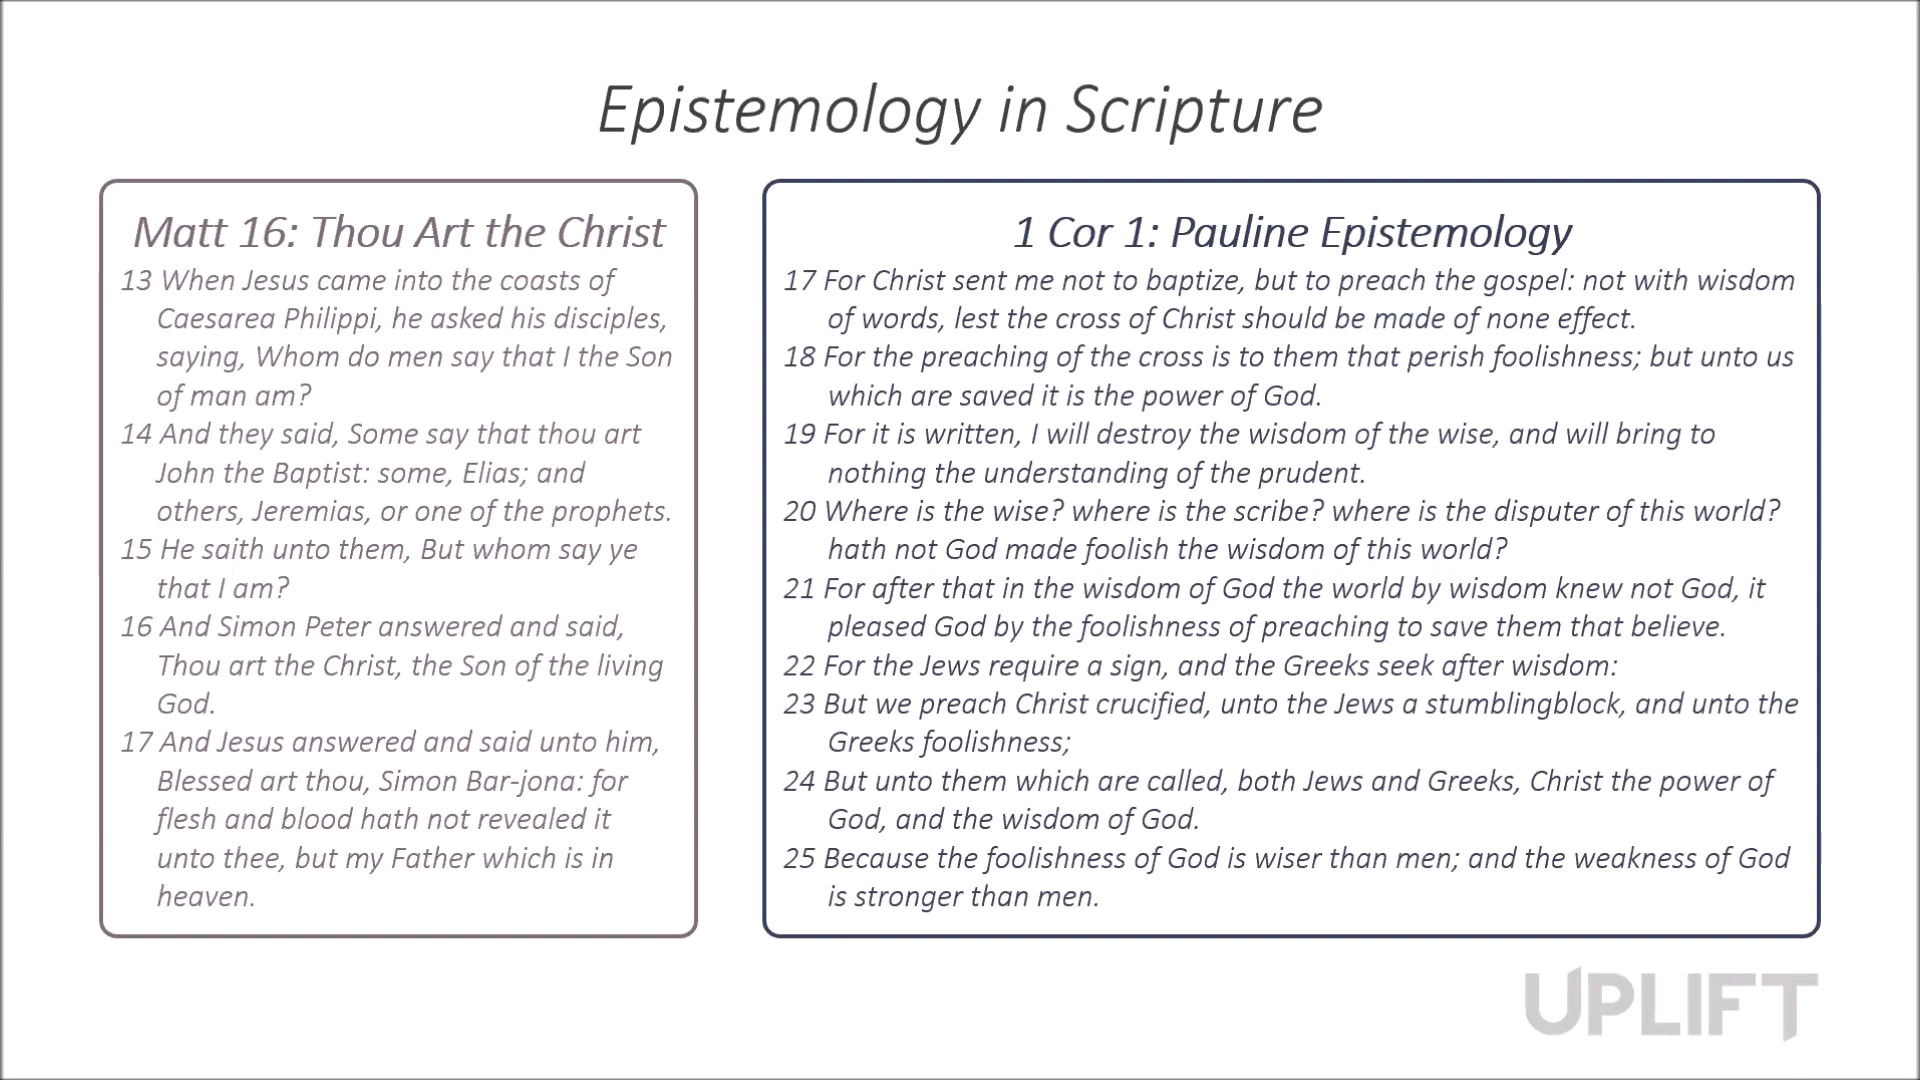 Epistemology in Scripture
Matt 16: Thou Art the Christ
13 When Jesus came into the coasts of
Caesarea Philippi, he asked his disciples,
saying, Whom do men say that I the Son
of man am?
14 And they said, Some say that thou art
John the Baptist: some, Elias; and
others, Jeremias, or one of the prophets.
15 He saith unto them, But whom say ye
that I am?
16 And Simon Peter answered and said,
Thou art the Christ, the Son of the living
God.
17 And Jesus answered and said unto him,
Blessed art thou, Simon Bar-jona: for
flesh and blood hath not revealed it
unto thee, but my Father which is in
heaven.
1 Cor 1: Pauline Epistemology
17 For Christ sent me not to baptize, but to preach the gospel: not with wisdom
of words, lest the cross of Christ should be made of none effect.
18 For the preaching of the cross is to them that perish foolishness; but unto us
which are saved it is the power of God.
19 For it is written, I will destroy the wisdom of the wise, and will bring to
nothing the understanding of the prudent.
20 Where is the wise? where is the scribe? where is the disputer of this world?
hath not God made foolish the wisdom of this world?
21 For after that in the wisdom of God the world by wisdom knew not God, it
pleased God by the foolishness of preaching to save them that believe.
22 For the Jews require a sign, and the Greeks seek after wisdom:
23 But we preach Christ crucified, unto the Jews a stumblingblock, and unto the
Greeks foolishness;
24 But unto them which are called, both Jews and Greeks, Christ the power of
God, and the wisdom of God.
25 Because the foolishness of God is wiser than men; and the weakness of God
is stronger than men.
UPLIFT